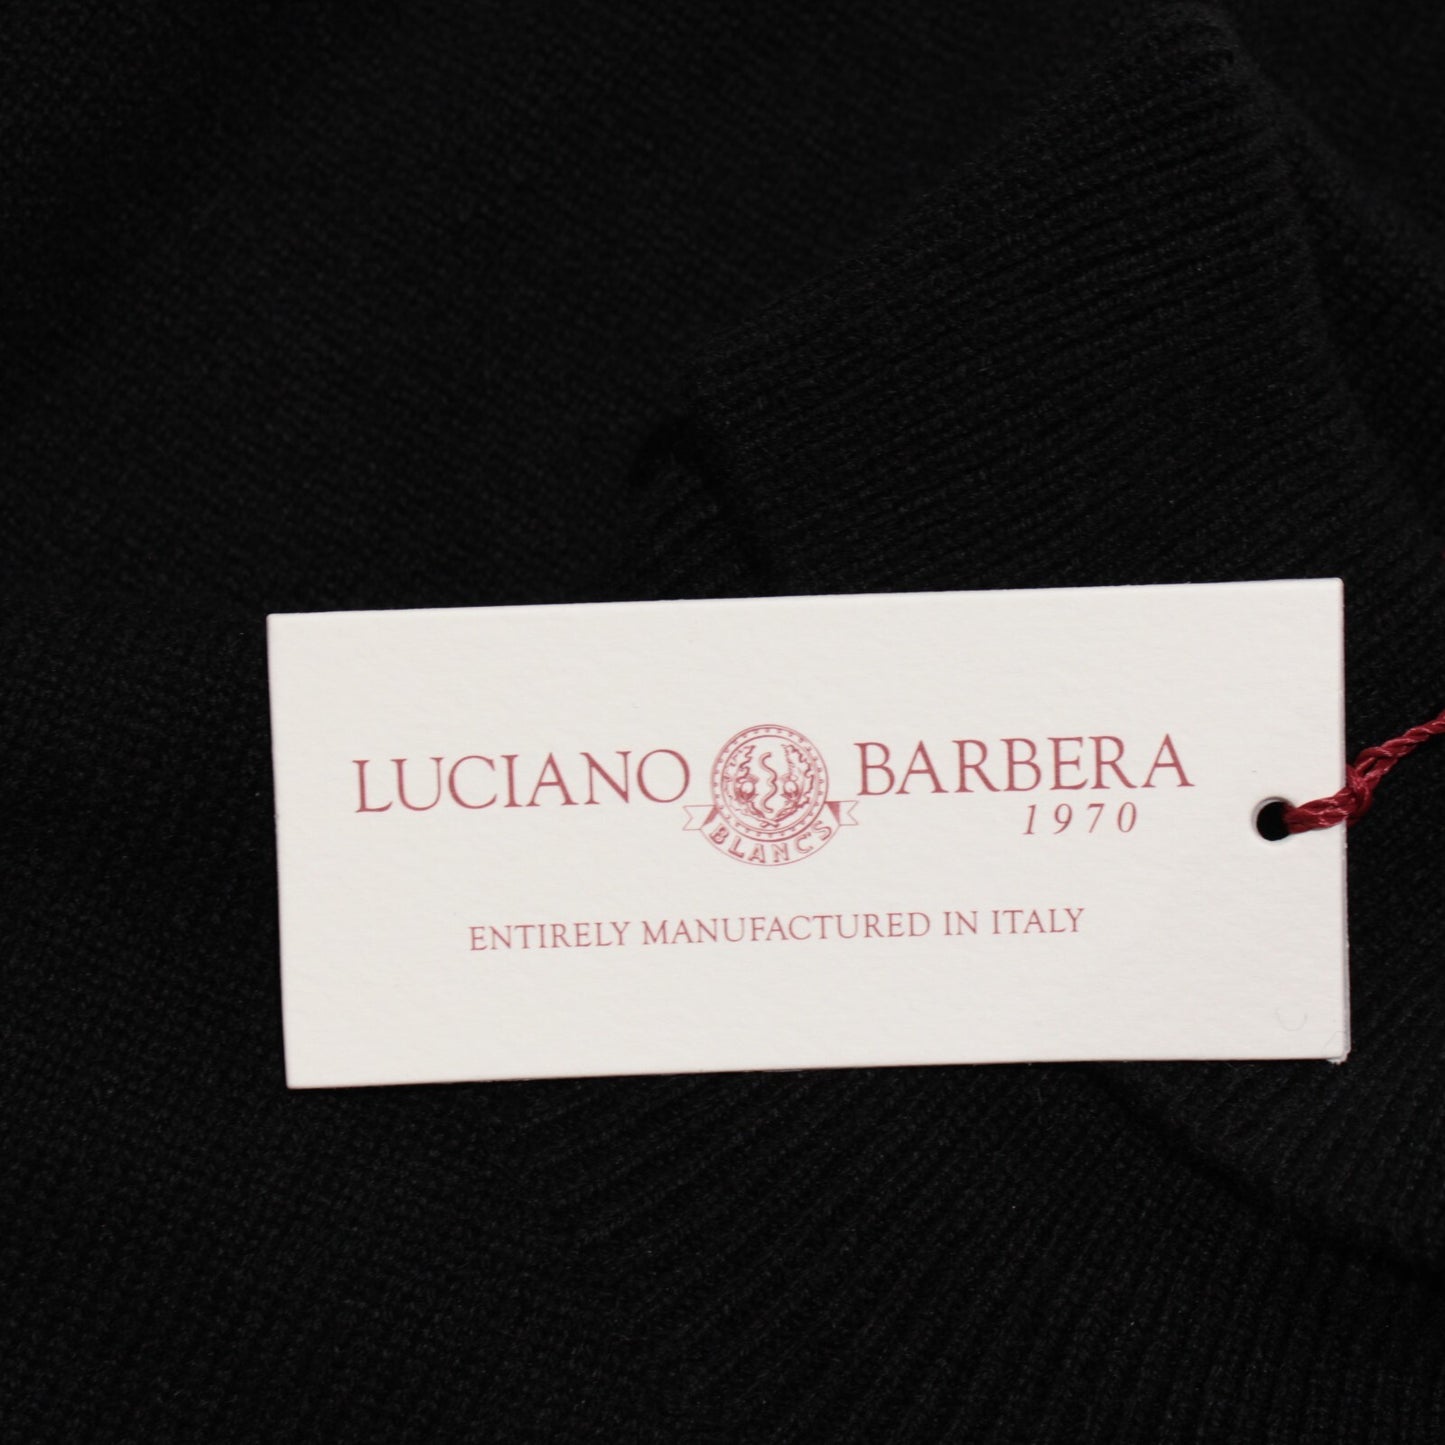 LUCIANO BARBERA
1970
BLANC'S
ENTIRELY MANUFACTURED IN ITALY